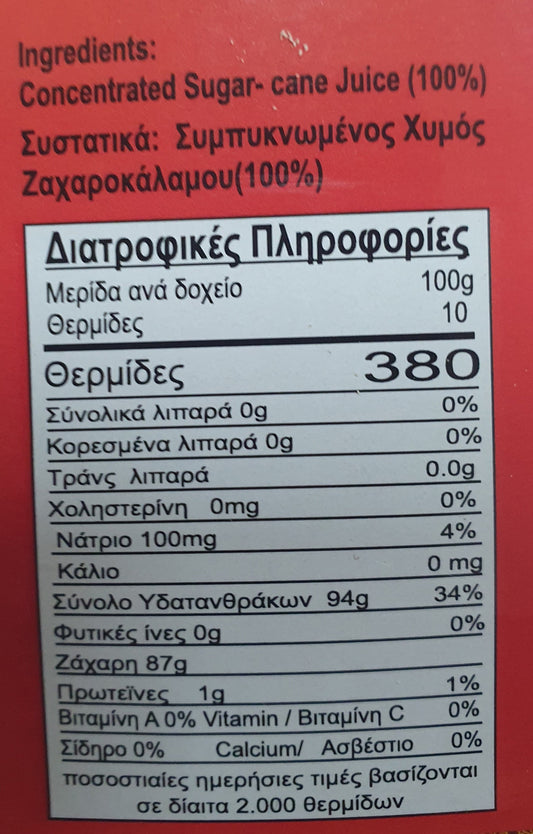 Ingredients:
Concentrated Sugar- cane Juice (100%)
Συστατικά: Συμπυκνωμένος Χυμός
Ζαχαροκάλαμου(100%)
Διατροφικές Πληροφορίες
Μερίδα ανά δοχείο 100g
Θερμίδες 10
Θερμίδες 380
Σύνολικά λιπαρά 0g 0%
Κορεσμένα λιπαρά 0g 0%
Τράνς λιπαρά 0.0g
Χοληστερίνη 0mg 0%
Νάτριο 100mg 4%
Κάλιο 0 mg
Σύνολο Υδατανθράκων 94g 34%
Φυτικές ίνες 0g 0%
Ζάχαρη 87g
Πρωτεϊνες 1g 1%
Βιταμίνη A 0% Vitamin / Βιταμίνη C 0%
Σίδηρο 0% Calcium/ Ασβέστιο 0%
ποσοστιαίες ημερήσιες τιμές βασίζονται
σε δίαιτα 2.000 θερμίδων